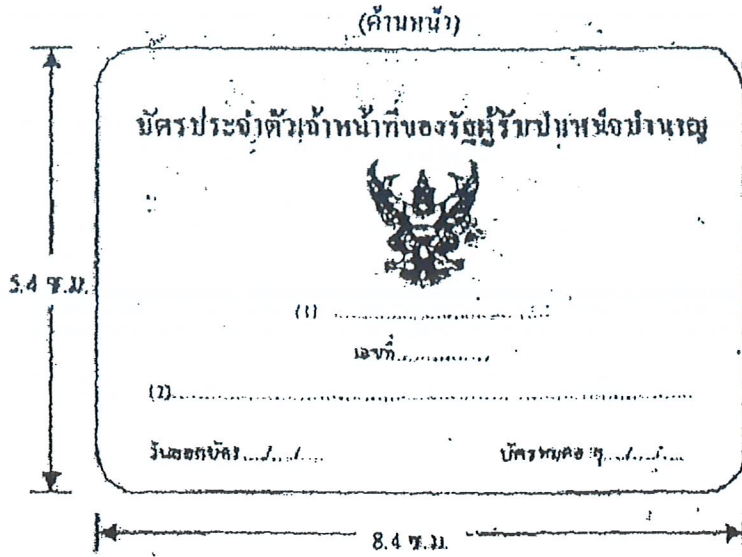 (ด้านหน้า)
บัตรประจำตัวเจ้าหน้าที่ของรัฐผู้รับบำเหน็จบำนาญ
5.4 ซ.ม.
(1) ........................
เลขที่................
(2)................................................................
วันออกบัตร..../..../....
บัตรหมดอายุ..../..../....
8.4 ซ.ม.